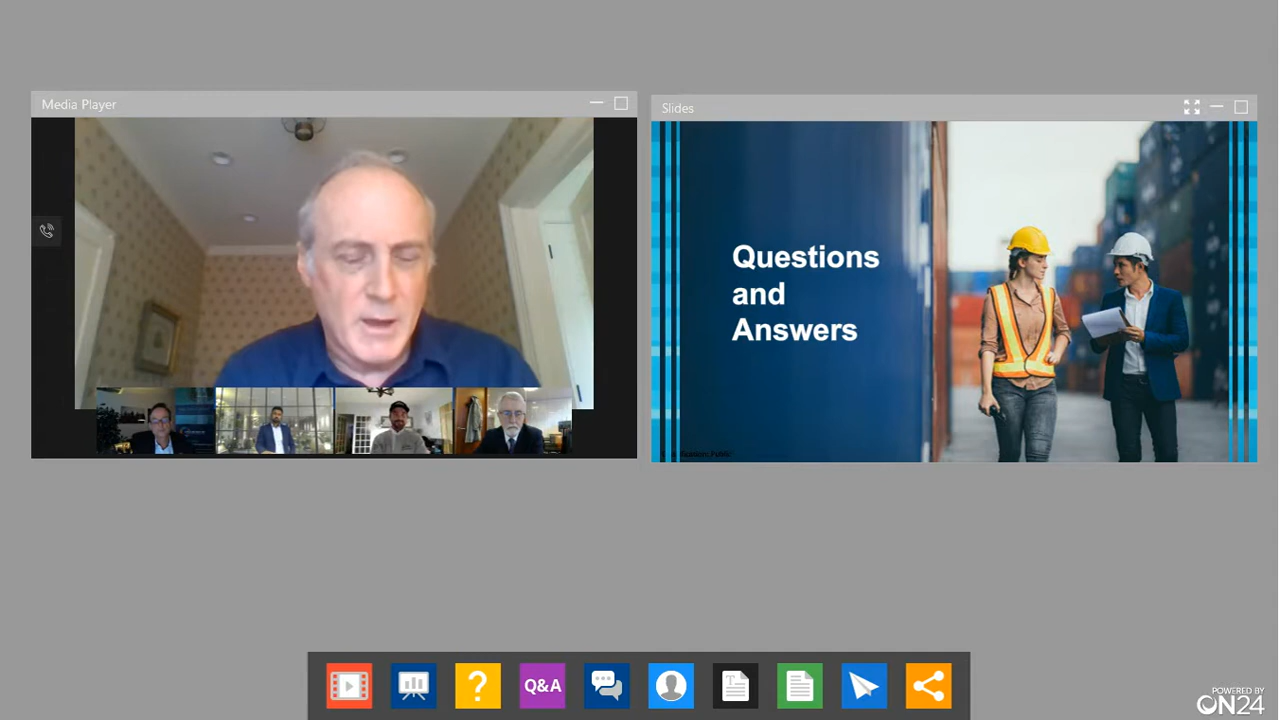 Media Player
Slides
Questions
and
Answers
Q&A
POWERED BY
ON24